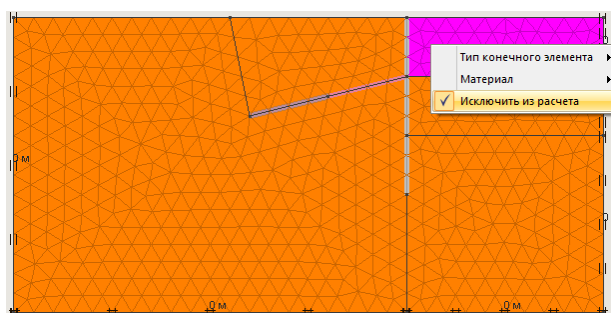 Тип конечного элемента
Материал
Исключить из расчета
0 м
0 м
0 м